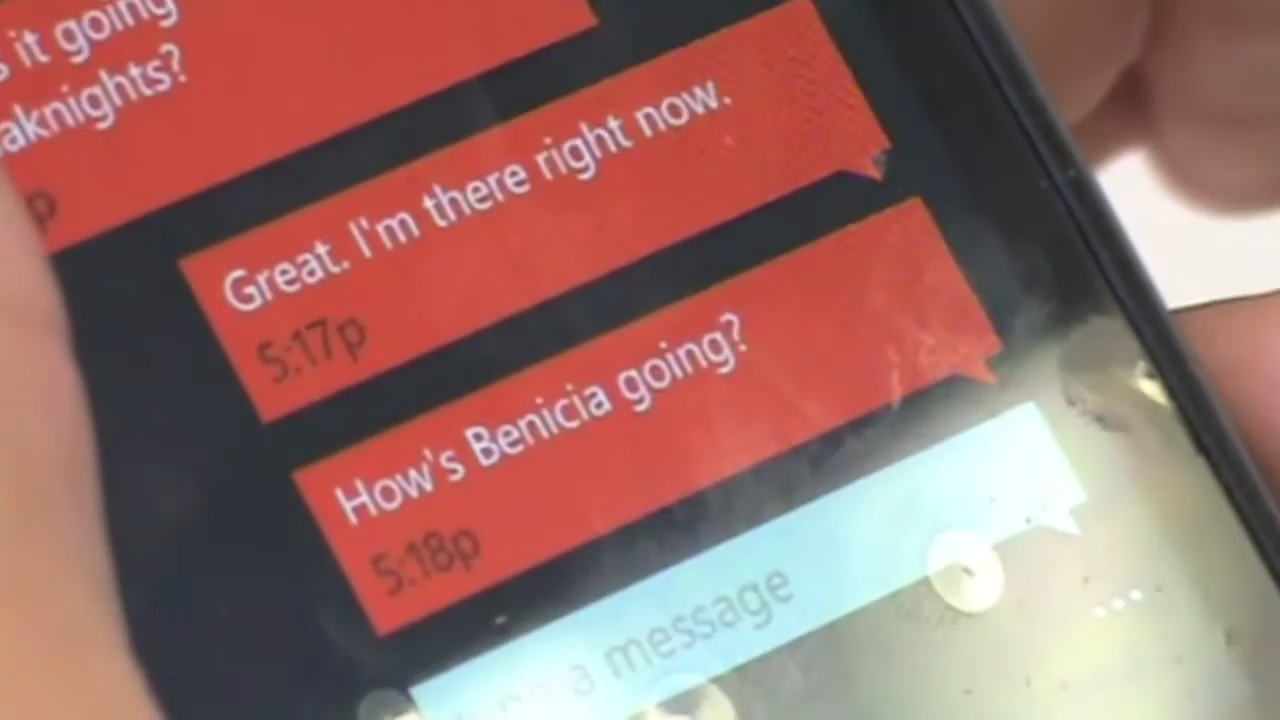 it going
aknights?
Great. I'm there right now.
5:17p
How's Benicia going?
5:18p
a message